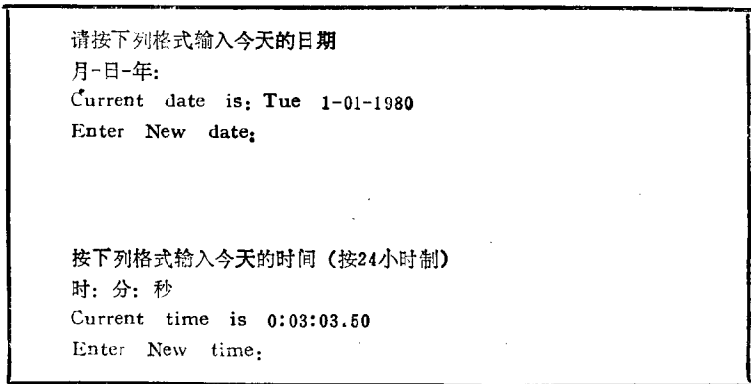 请按下列格式输入今天的日期
月-日-年:
Current date is: Tue 1-01-1980
Enter New date:
按下列格式输入今天的时间（按24小时制）
时: 分: 秒
Current time is 0:03:03.50
Enter New time: